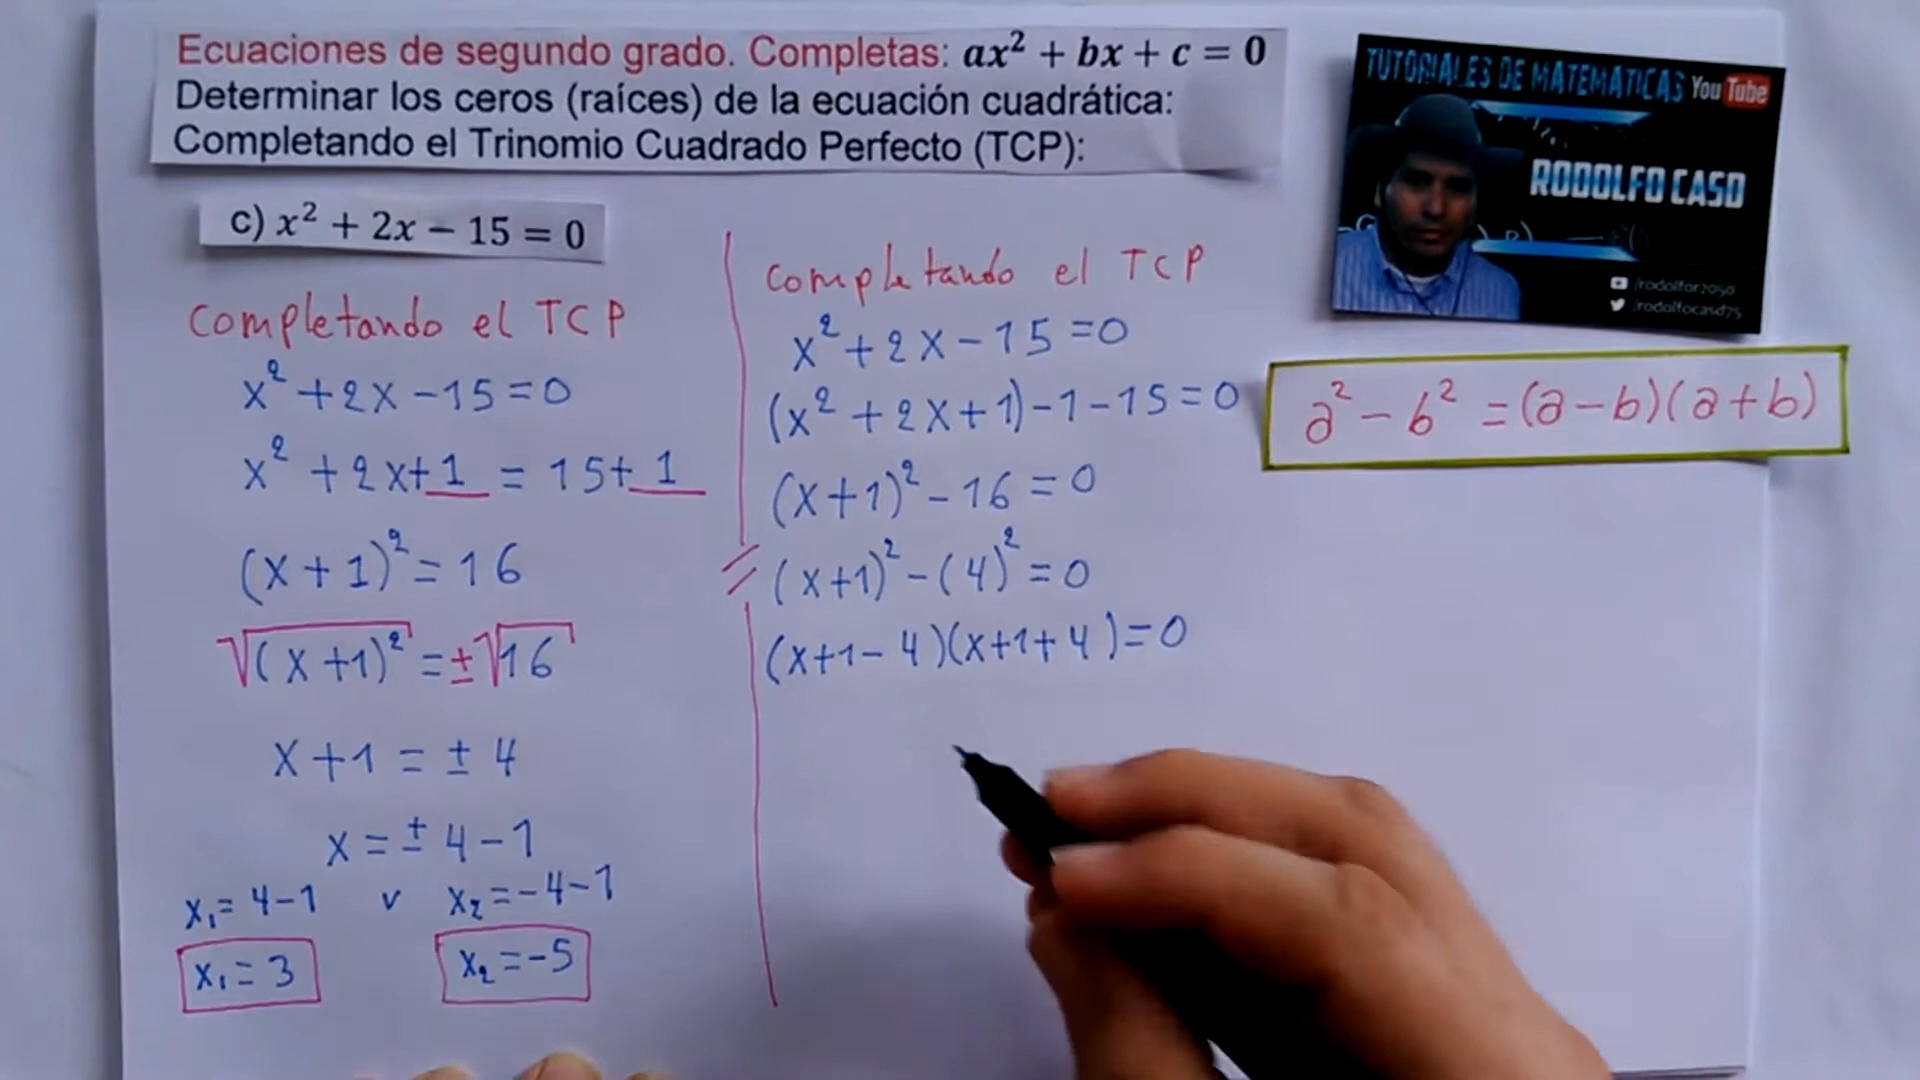 Ecuaciones de segundo grado. Completas: ax² + bx + c = 0
Determinar los ceros (raíces) de la ecuación cuadrática:
Completando el Trinomio Cuadrado Perfecto (TCP):
TUTORIALES DE MATEMATICAS YouTube
RODOLFO CASO
/rodolfor2050
/rodolfocasd75
c) x² + 2x − 15 = 0
completando el TCP
x² + 2x − 15 = 0
x² + 2x + 1 = 15 + 1
(x + 1)² = 16
√(x + 1)² = ± √16
x + 1 = ± 4
x = ± 4 − 1
x₁ = 4 − 1 v x₂ = −4 − 1
x₁ = 3 x₂ = −5
completando el TCP
x² + 2x − 15 = 0
(x² + 2x + 1) − 1 − 15 = 0
(x + 1)² − 16 = 0
(x + 1)² − (4)² = 0
(x + 1 − 4)(x + 1 + 4) = 0
a² − b² = (a − b)(a + b)